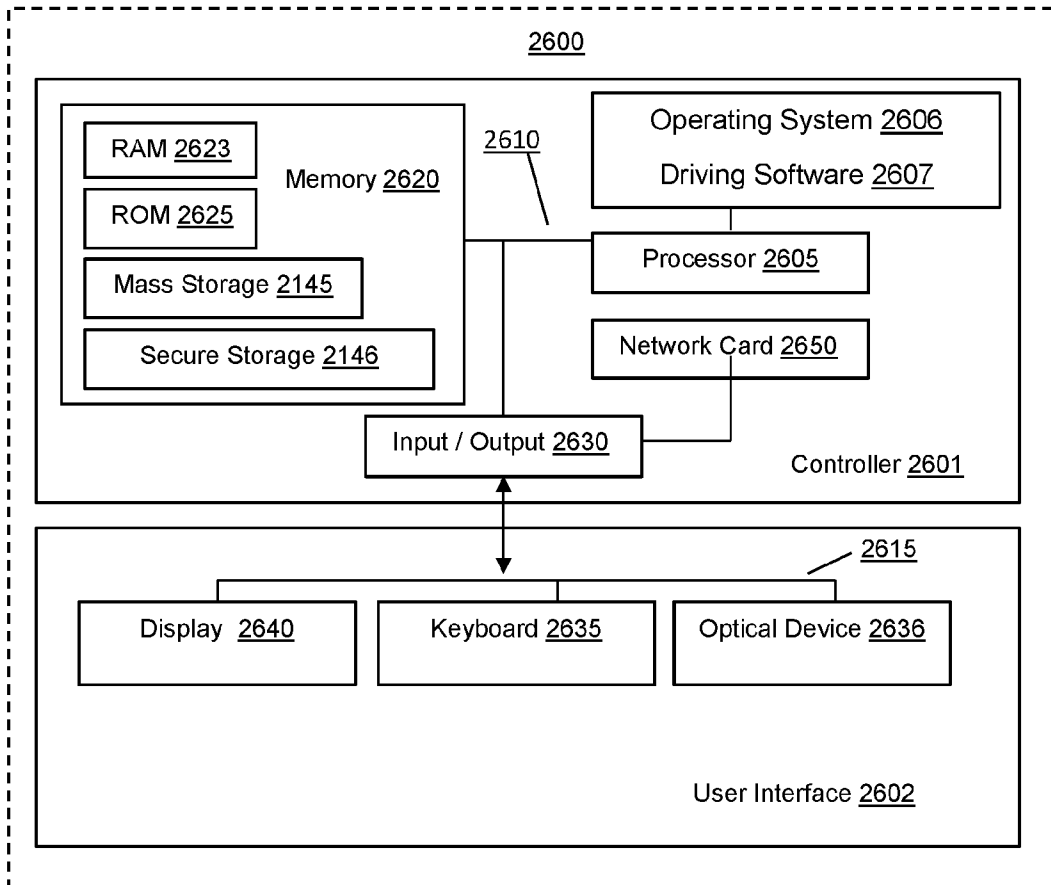 2600
RAM 2623
Memory 2620
ROM 2625
Mass Storage 2145
Secure Storage 2146
2610
Operating System 2606
Driving Software 2607
Processor 2605
Network Card 2650
Input / Output 2630
Controller 2601
2615
Display 2640
Keyboard 2635
Optical Device 2636
User Interface 2602